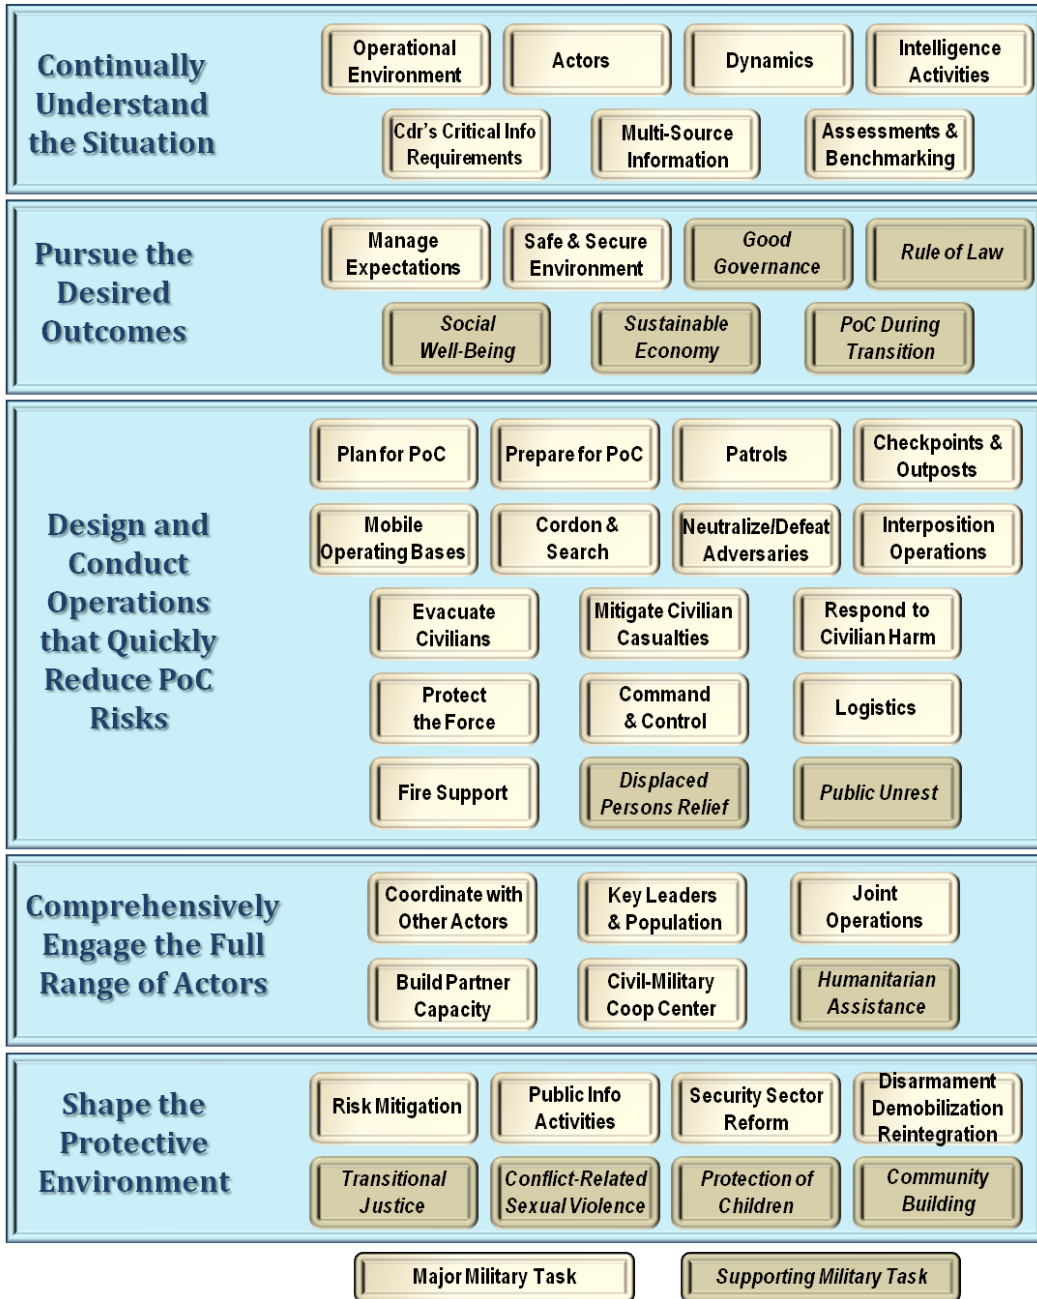 Continually
Understand
the Situation
Operational
Environment
Actors
Dynamics
Intelligence
Activities
Cdr's Critical Info
Requirements
Multi-Source
Information
Assessments &
Benchmarking
Pursue the
Desired
Outcomes
Manage
Expectations
Safe & Secure
Environment
Good
Governance
Rule of Law
Social
Well-Being
Sustainable
Economy
PoC During
Transition
Design and
Conduct
Operations
that Quickly
Reduce PoC
Risks
Plan for PoC
Prepare for PoC
Patrols
Checkpoints &
Outposts
Mobile
Operating Bases
Cordon &
Search
Neutralize/Defeat
Adversaries
Interposition
Operations
Evacuate
Civilians
Mitigate Civilian
Casualties
Respond to
Civilian Harm
Protect
the Force
Command
& Control
Logistics
Fire Support
Displaced
Persons Relief
Public Unrest
Comprehensively
Engage the Full
Range of Actors
Coordinate with
Other Actors
Key Leaders
& Population
Joint
Operations
Build Partner
Capacity
Civil-Military
Coop Center
Humanitarian
Assistance
Shape the
Protective
Environment
Risk Mitigation
Public Info
Activities
Security Sector
Reform
Disarmament
Demobilization
Reintegration
Transitional
Justice
Conflict-Related
Sexual Violence
Protection of
Children
Community
Building
Major Military Task
Supporting Military Task